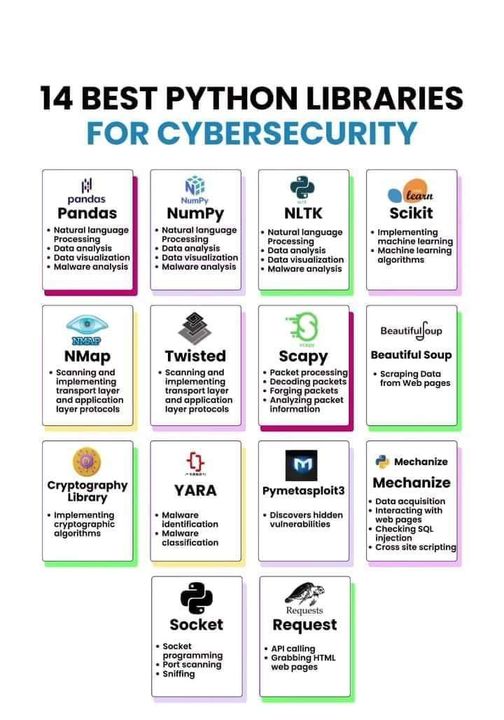 14 BEST PYTHON LIBRARIES
FOR CYBERSECURITY
pandas
Pandas
• Natural language
Processing
• Data analysis
• Data visualization
• Malware analysis
NumPy
NumPy
• Natural language
Processing
• Data analysis
• Data visualization
• Malware analysis
NLTK
NLTK
• Natural language
Processing
• Data analysis
• Data visualization
• Malware analysis
learn
Scikit
• Implementing
machine learning
• Machine learning
algorithms
NMAP
NMap
• Scanning and
implementing
transport layer
and application
layer protocols
Twisted
• Scanning and
implementing
transport layer
and application
layer protocols
SCAPY
Scapy
• Packet processing
• Decoding packets
• Forging packets
• Analyzing packet
information
BeautifulSoup
Beautiful Soup
• Scraping Data
from Web pages
Cryptography
Library
• Implementing
cryptographic
algorithms
YARA
• Malware
identification
• Malware
classification
Pymetasploit3
• Discovers hidden
vulnerabilities
Mechanize
Mechanize
• Data acquisition
• Interacting with
web pages
• Checking SQL
injection
• Cross site scripting
Socket
• Socket
programming
• Port scanning
• Sniffing
Requests
Request
• API calling
• Grabbing HTML
web pages